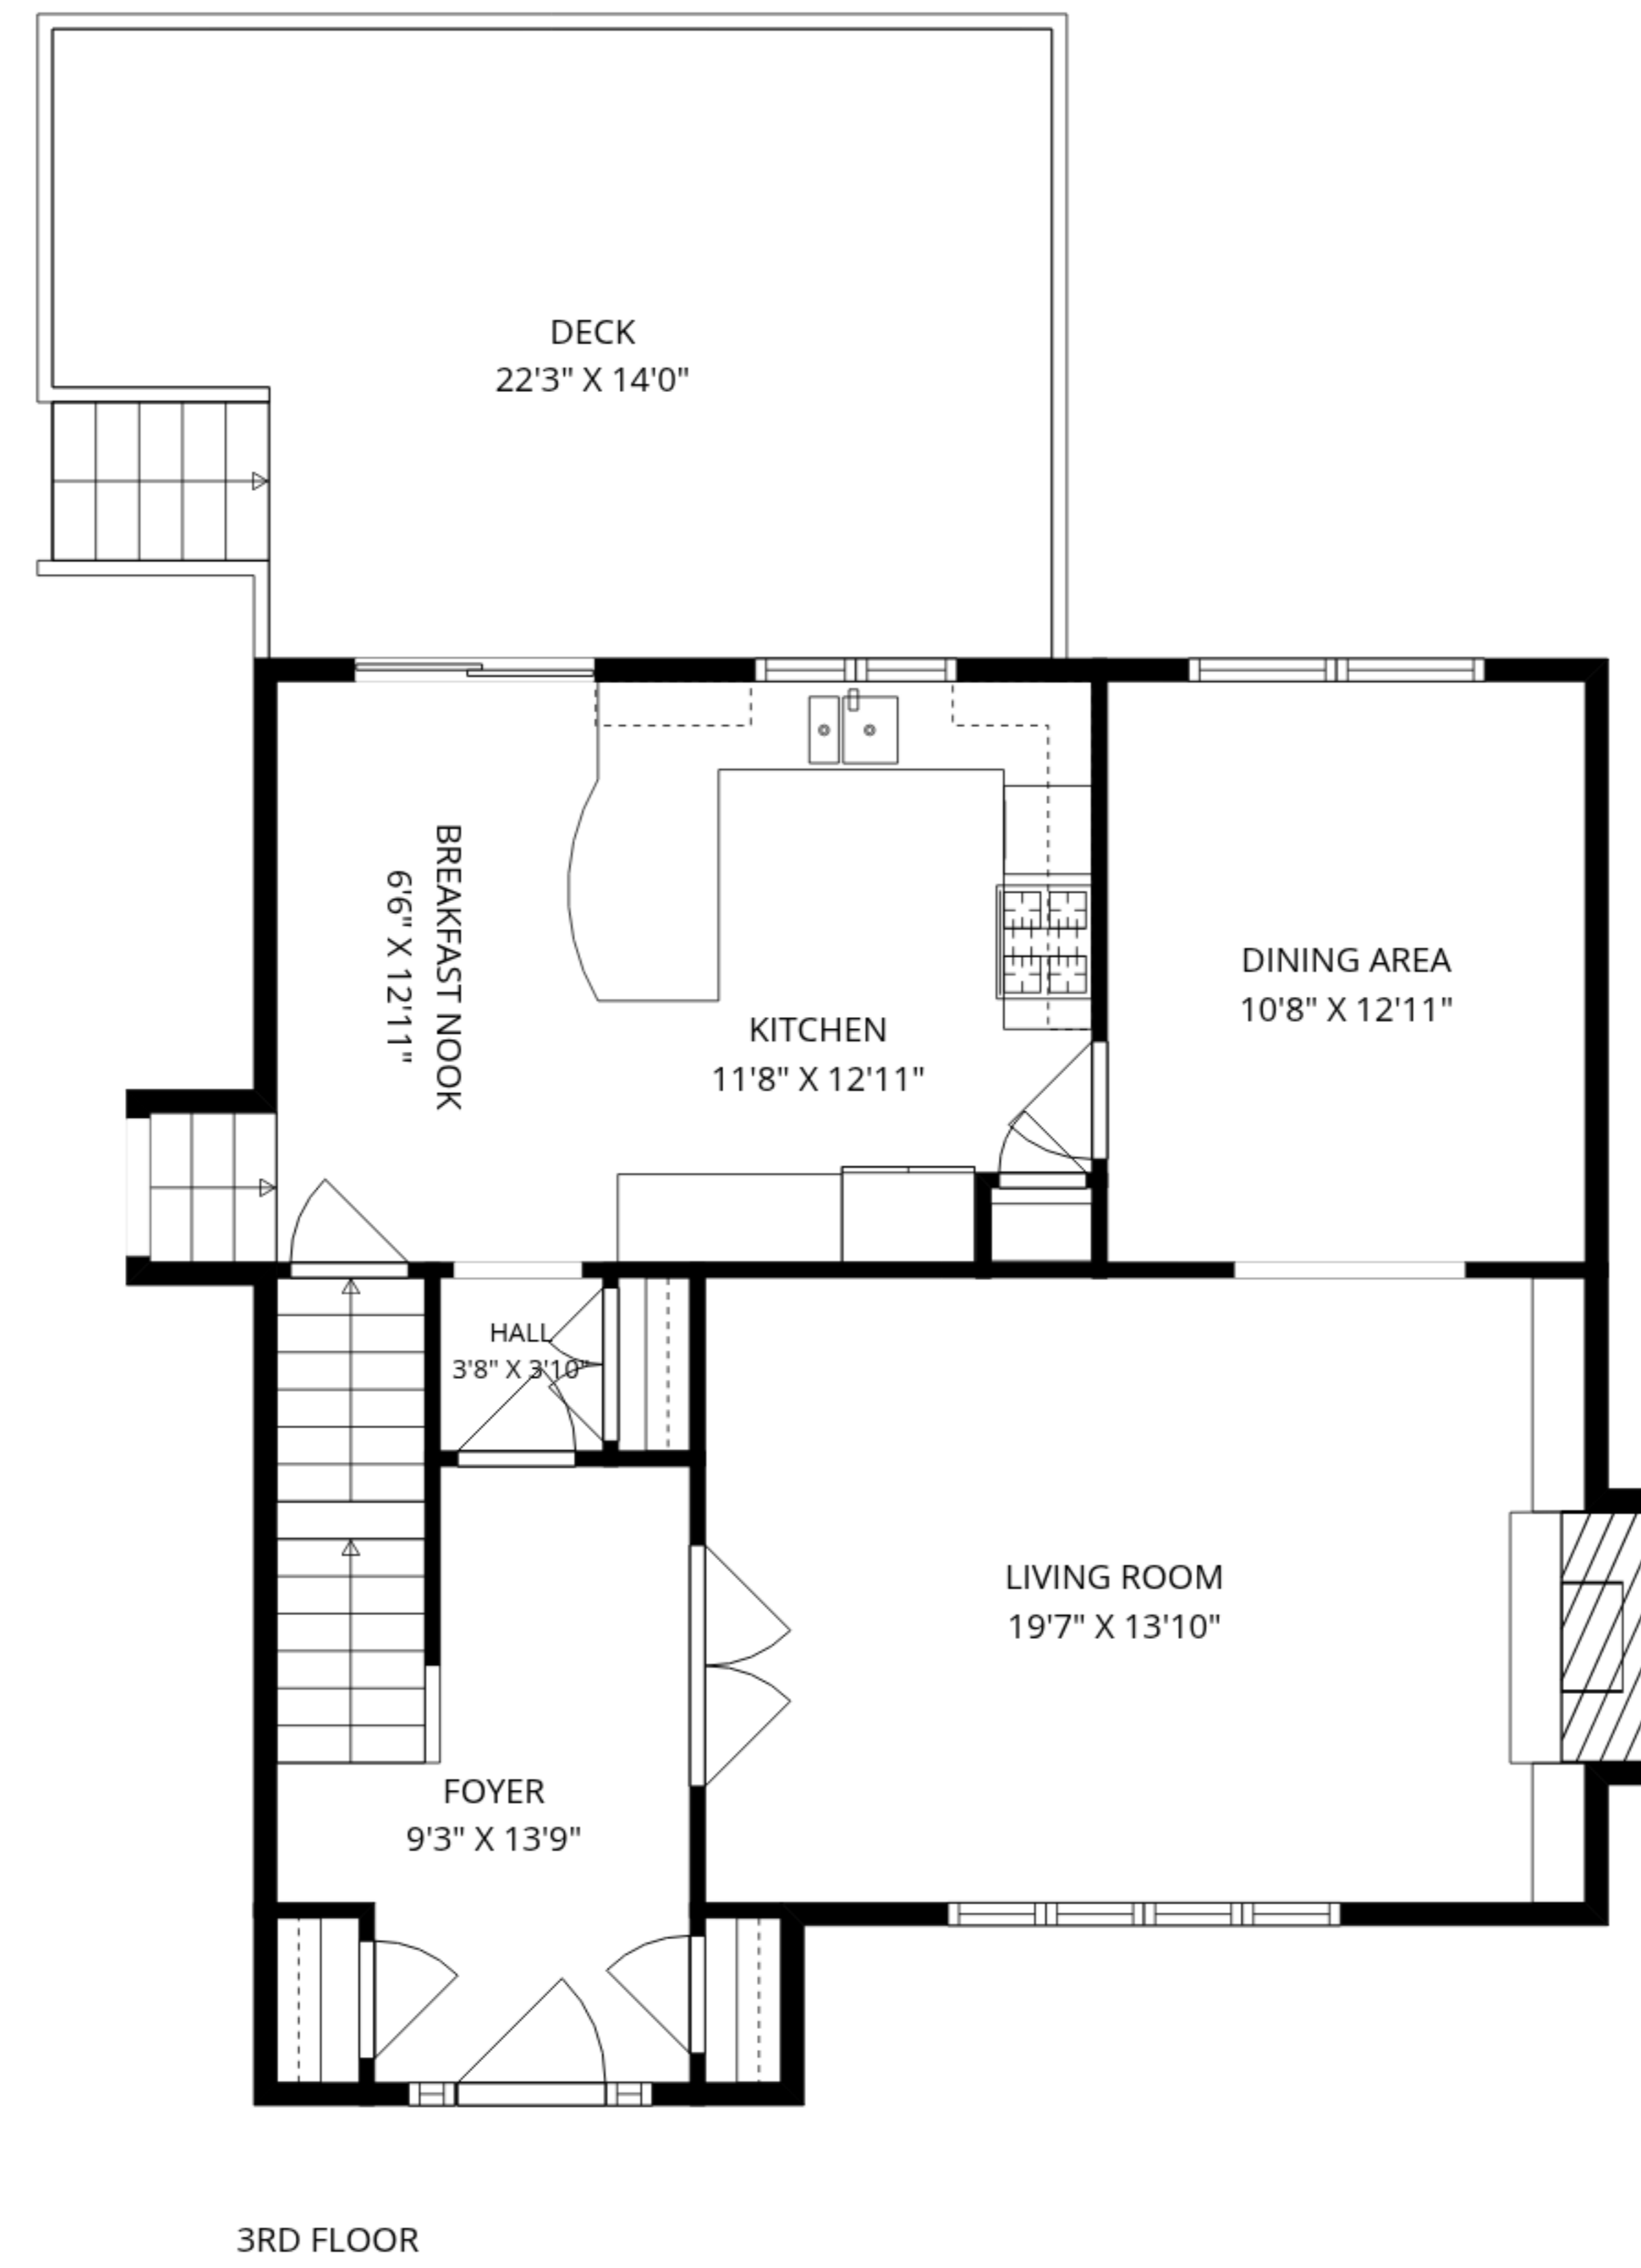 DECK
22'3" X 14'0"
BREAKFAST NOOK
6'6" X 12'11"
KITCHEN
11'8" X 12'11"
DINING AREA
10'8" X 12'11"
HALL
3'8" X 3'10"
LIVING ROOM
19'7" X 13'10"
FOYER
9'3" X 13'9"
3RD FLOOR